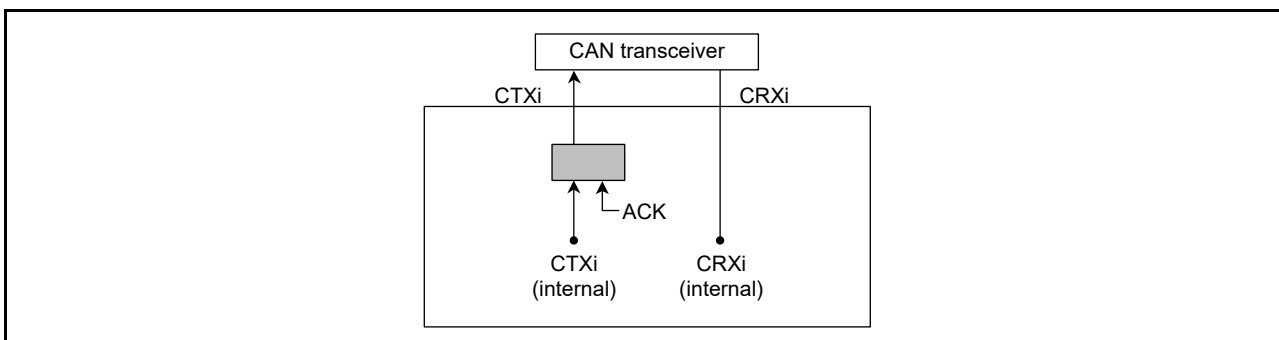 CAN transceiver
CTXi
CRXi
ACK
CTXi
(internal)
CRXi
(internal)